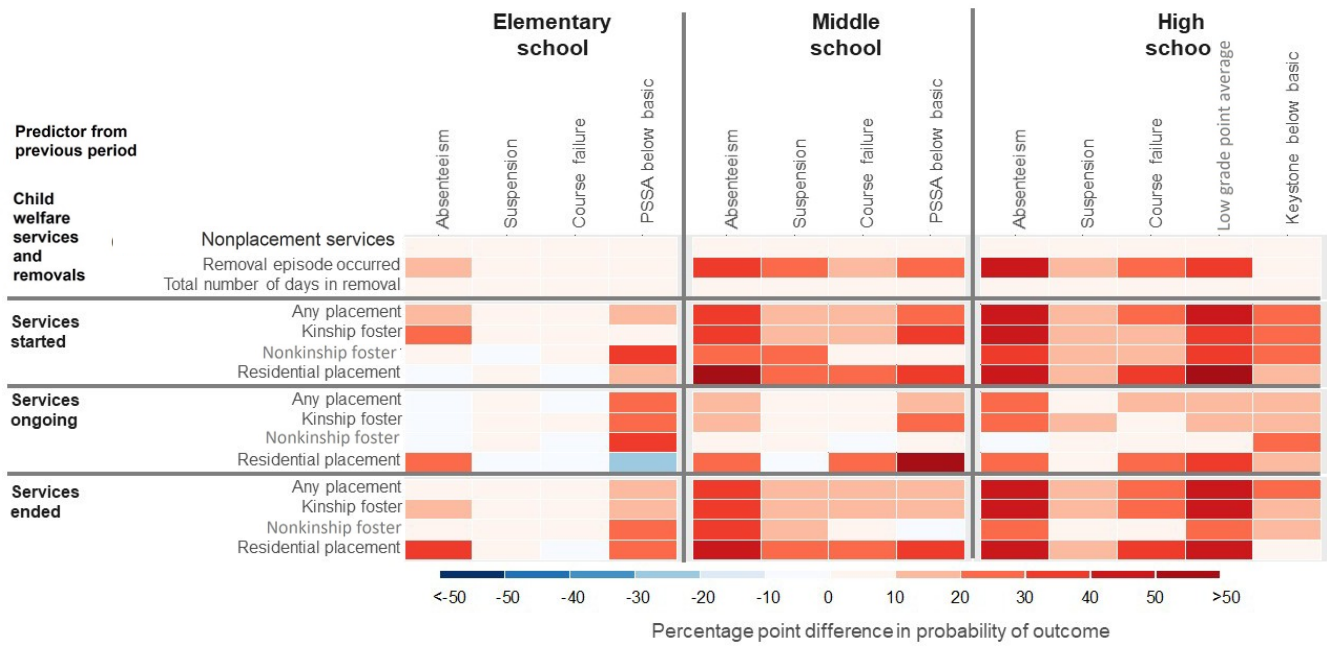 Elementary
school
Middle
school
High
schoo
Predictor from
previous period
Absenteeism
Suspension
Course failure
PSSA below basic
Absenteeism
Suspension
Course failure
PSSA below basic
Absenteeism
Suspension
Course failure
Low grade point average
Keystone below basic
Child
welfare
services
and
removals
Nonplacement services
Removal episode occurred
Total number of days in removal
Services
started
Any placement
Kinship foster
Nonkinship foster
Residential placement
Services
ongoing
Any placement
Kinship foster
Nonkinship foster
Residential placement
Services
ended
Any placement
Kinship foster
Nonkinship foster
Residential placement
<-50 -50 -40 -30 -20 -10 0 10 20 30 40 50 >50
Percentage point difference in probability of outcome